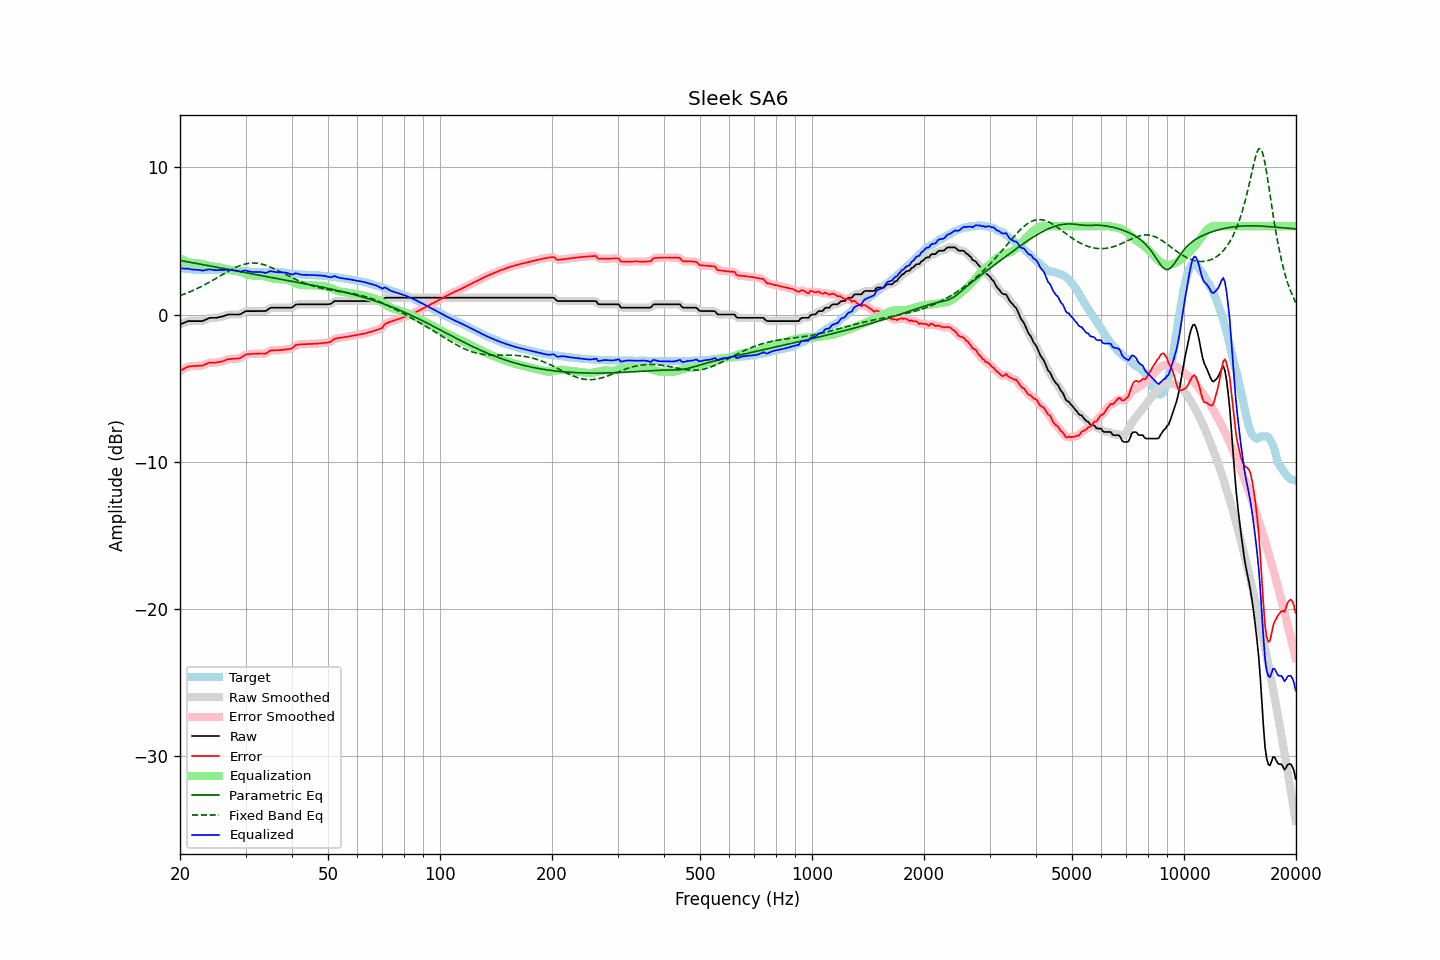 Sleek SA6
10
0
−10
−20
−30
Amplitude (dBr)
Target
Raw Smoothed
Error Smoothed
Raw
Error
Equalization
Parametric Eq
Fixed Band Eq
Equalized
20 50 100 200 500 1000 2000 5000 10000 20000
Frequency (Hz)